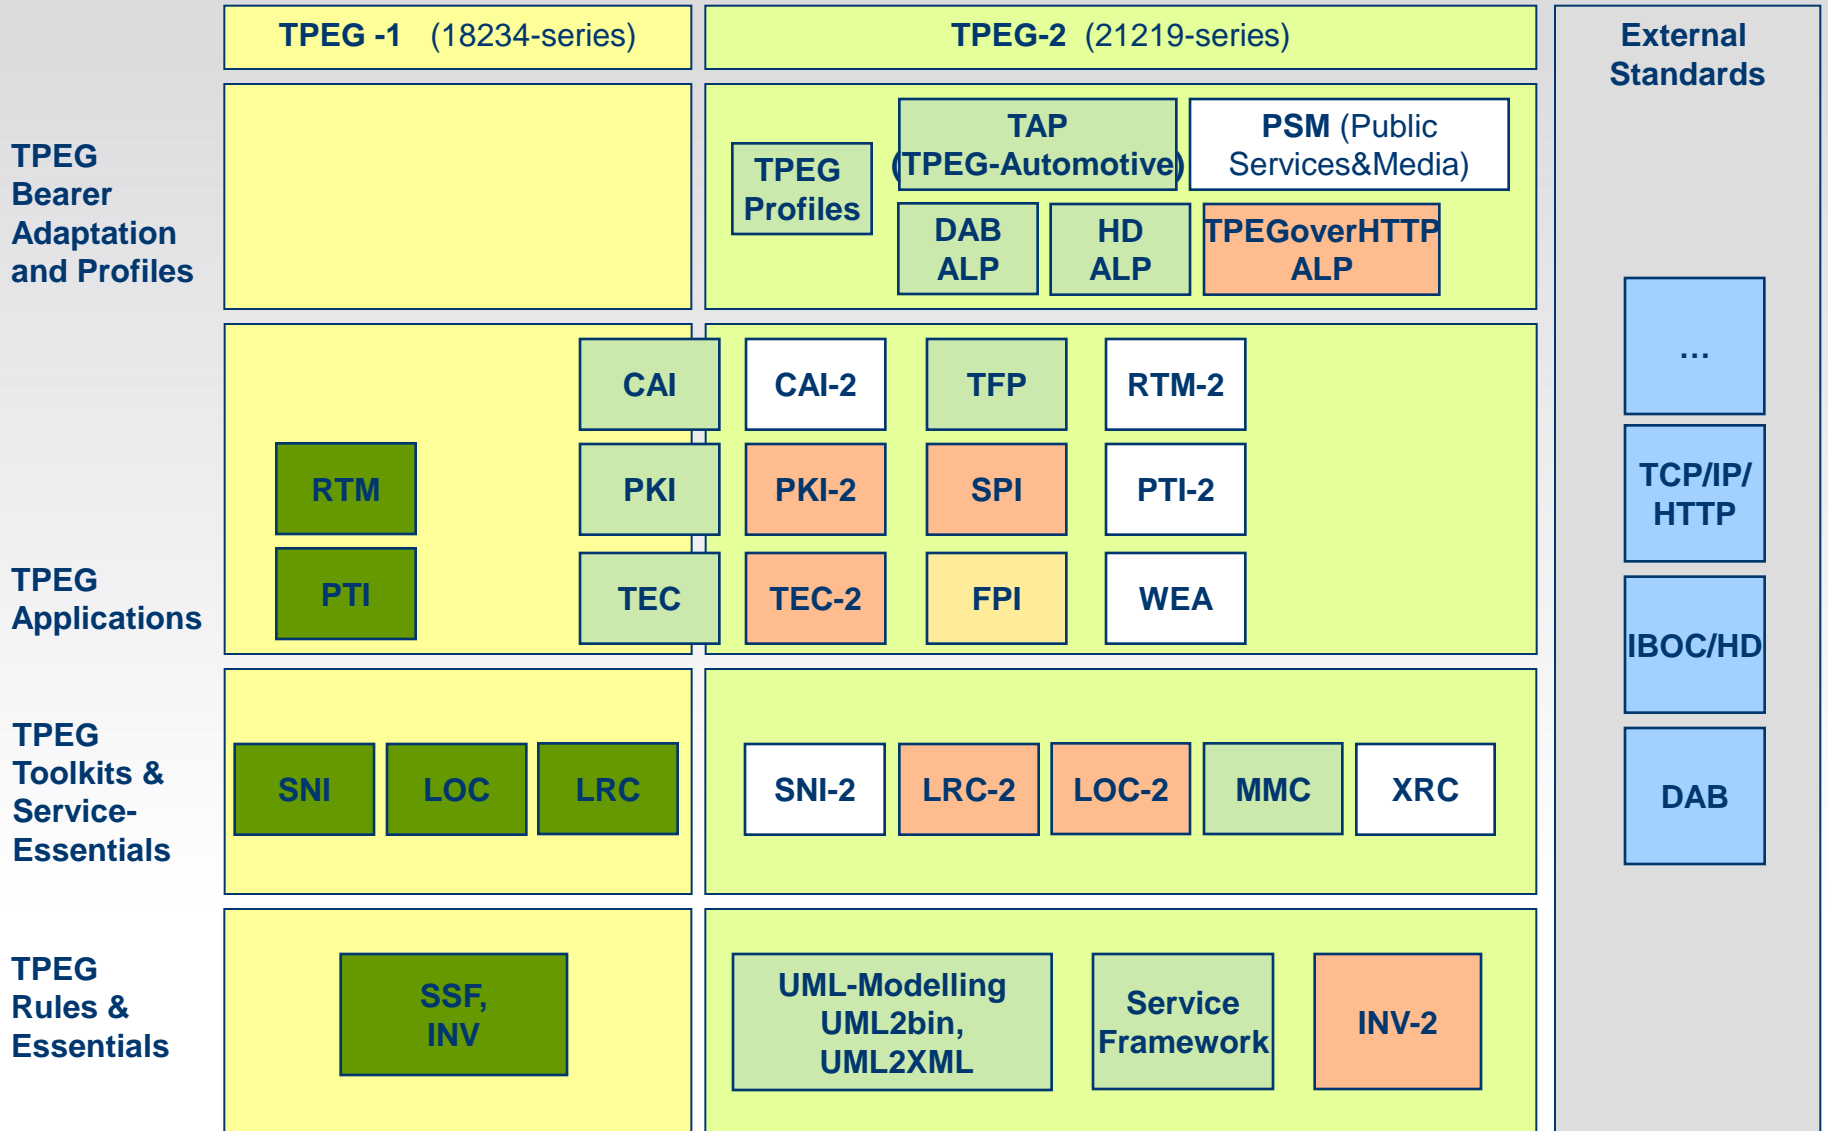 TPEG -1 (18234-series)
TPEG-2 (21219-series)
External
Standards
TPEG
Bearer
Adaptation
and Profiles
TPEG
Profiles
TAP
(TPEG-Automotive)
PSM (Public
Services&Media)
DAB
ALP
HD
ALP
TPEGoverHTTP
ALP
TPEG
Applications
CAI
CAI-2
TFP
RTM-2
RTM
PKI
PKI-2
SPI
PTI-2
PTI
TEC
TEC-2
FPI
WEA
TPEG
Toolkits &
Service-
Essentials
SNI
LOC
LRC
SNI-2
LRC-2
LOC-2
MMC
XRC
TPEG
Rules &
Essentials
SSF,
INV
UML-Modelling
UML2bin,
UML2XML
Service
Framework
INV-2
...
TCP/IP/
HTTP
IBOC/HD
DAB